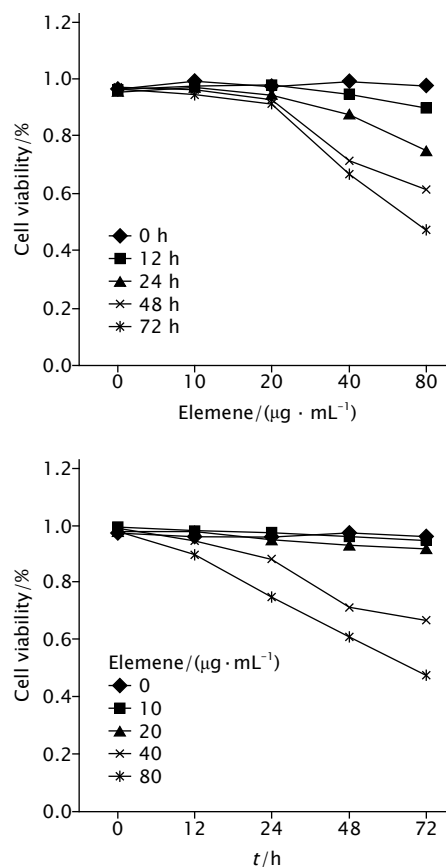 1.2
1.0
0.8
0.6
0.4
0.2
0.0
Cell viability/%
0 h
12 h
24 h
48 h
72 h
0 10 20 40 80
Elemene/(μg · mL⁻¹)
1.2
1.0
0.8
0.6
0.4
0.2
0.0
Cell viability/%
Elemene/(μg·mL⁻¹)
0
10
20
40
80
0 12 24 48 72
t/h